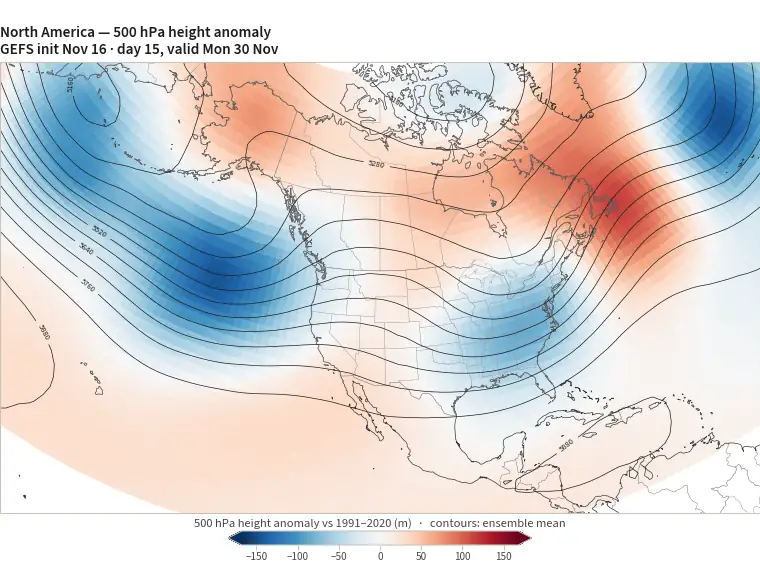 North America — 500 hPa height anomaly
GEFS init Nov 16 · day 15, valid Mon 30 Nov
5160
5280
5520
5640
5760
5880
5880
500 hPa height anomaly vs 1991–2020 (m) · contours: ensemble mean
−150 −100 −50 0 50 100 150